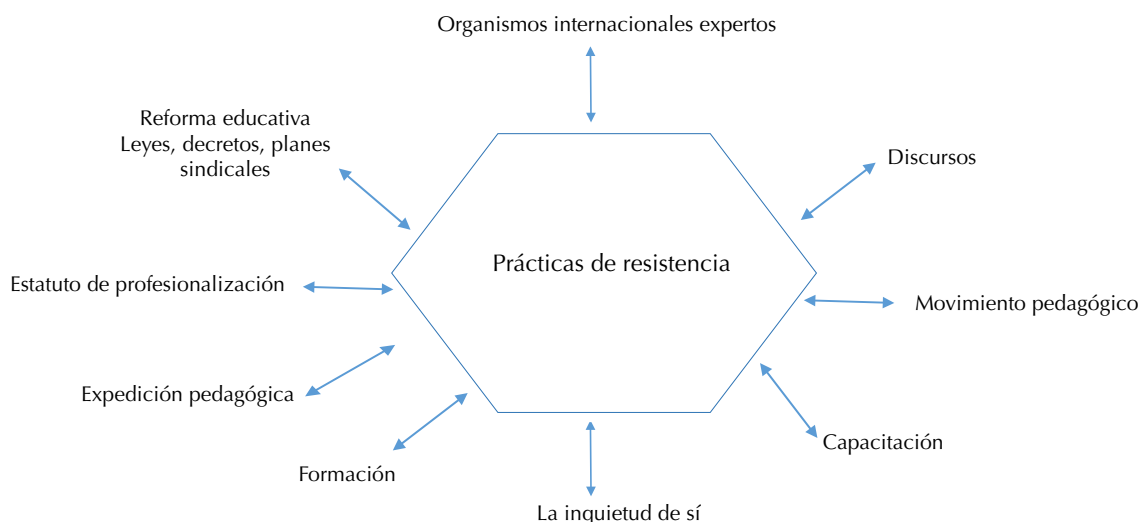 Organismos internacionales expertos
Reforma educativa
Leyes, decretos, planes
sindicales
Discursos
Prácticas de resistencia
Estatuto de profesionalización
Movimiento pedagógico
Expedición pedagógica
Capacitación
Formación
La inquietud de sí